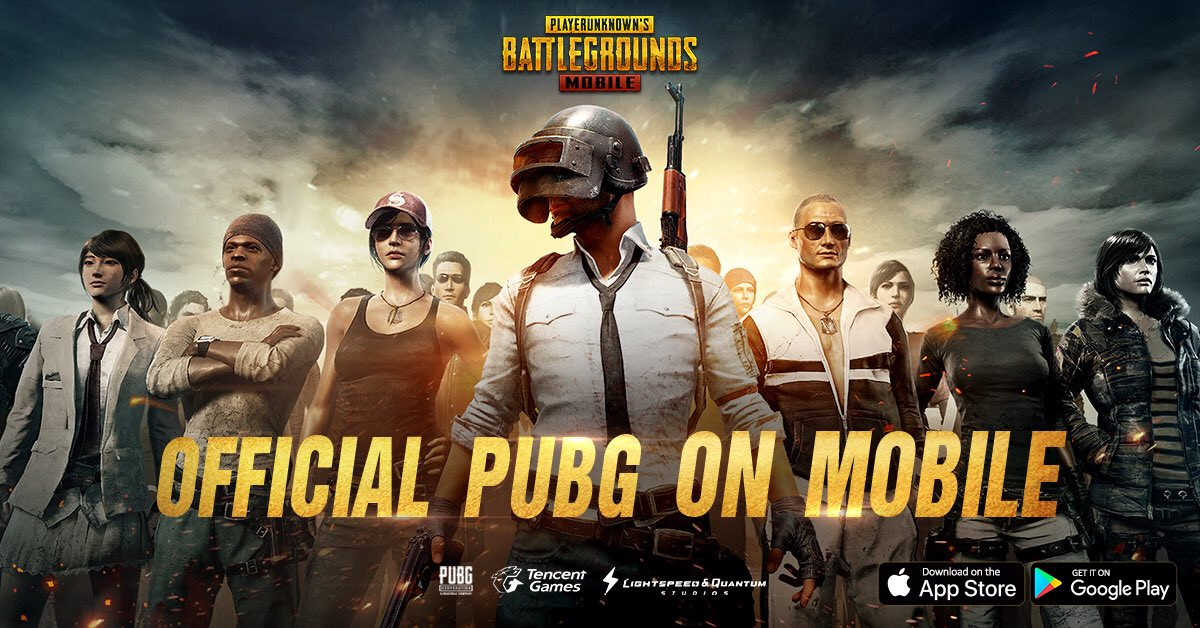 PLAYERUNKNOWN'S
BATTLEGROUNDS
MOBILE
OFFICIAL PUBG ON MOBILE
PUBG
CORPORATION
Tencent
Games
LIGHTSPEED & QUANTUM
STUDIOS
Download on the
App Store
GET IT ON
Google Play